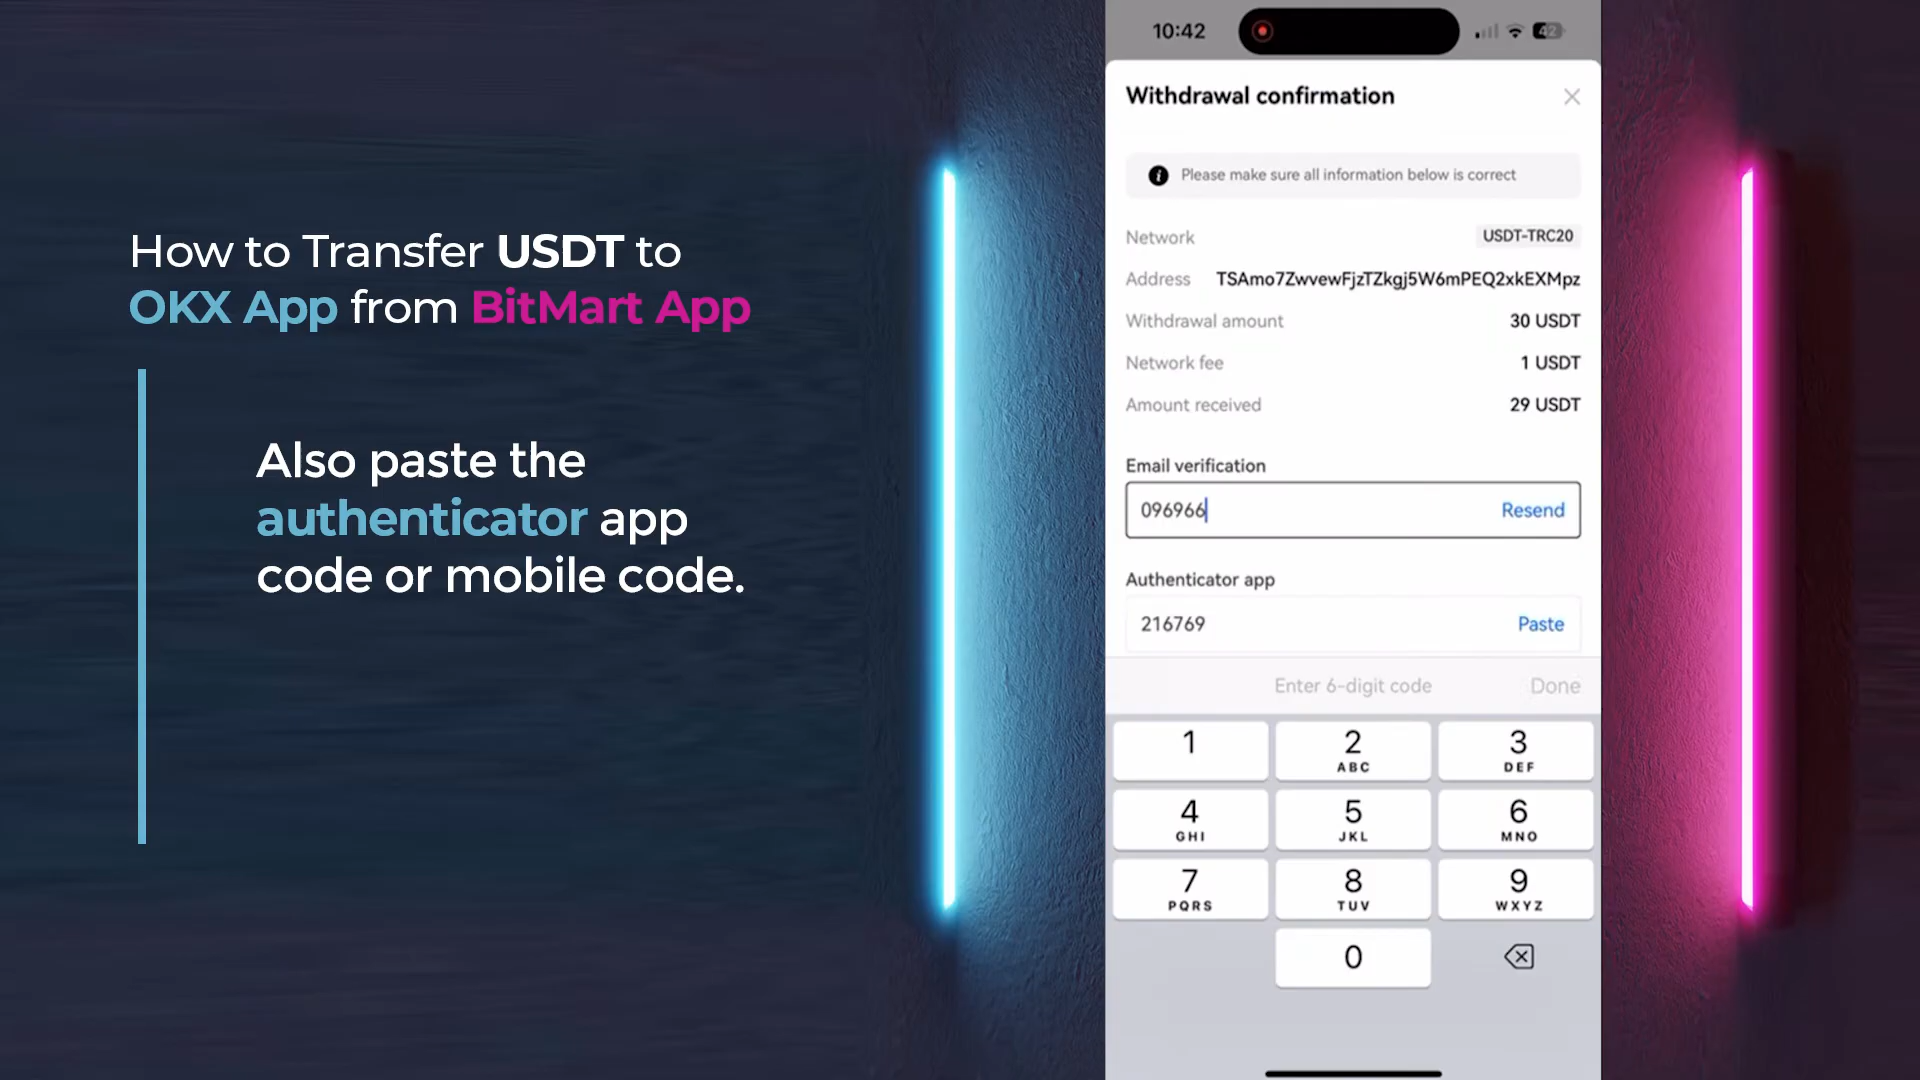 How to Transfer USDT to
OKX App from BitMart App
Also paste the
authenticator app
code or mobile code.
10:42
42
Withdrawal confirmation
Please make sure all information below is correct
Network USDT-TRC20
Address TSAmo7ZwvewFjzTZkgj5W6mPEQ2xkEXMpz
Withdrawal amount 30 USDT
Network fee 1 USDT
Amount received 29 USDT
Email verification
096966 Resend
Authenticator app
216769 Paste
Enter 6-digit code Done
1 2 3
ABC DEF
4 5 6
GHI JKL MNO
7 8 9
PQRS TUV WXYZ
0